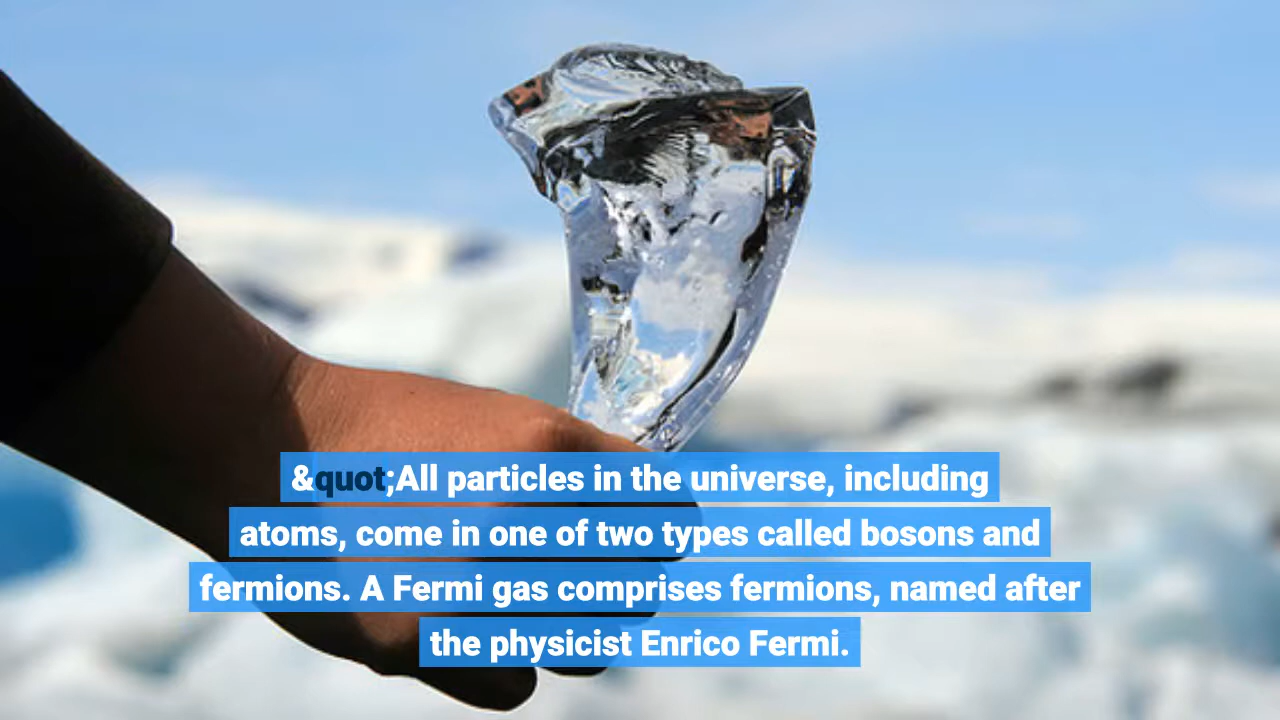 &quot;All particles in the universe, including
atoms, come in one of two types called bosons and
fermions. A Fermi gas comprises fermions, named after
the physicist Enrico Fermi.